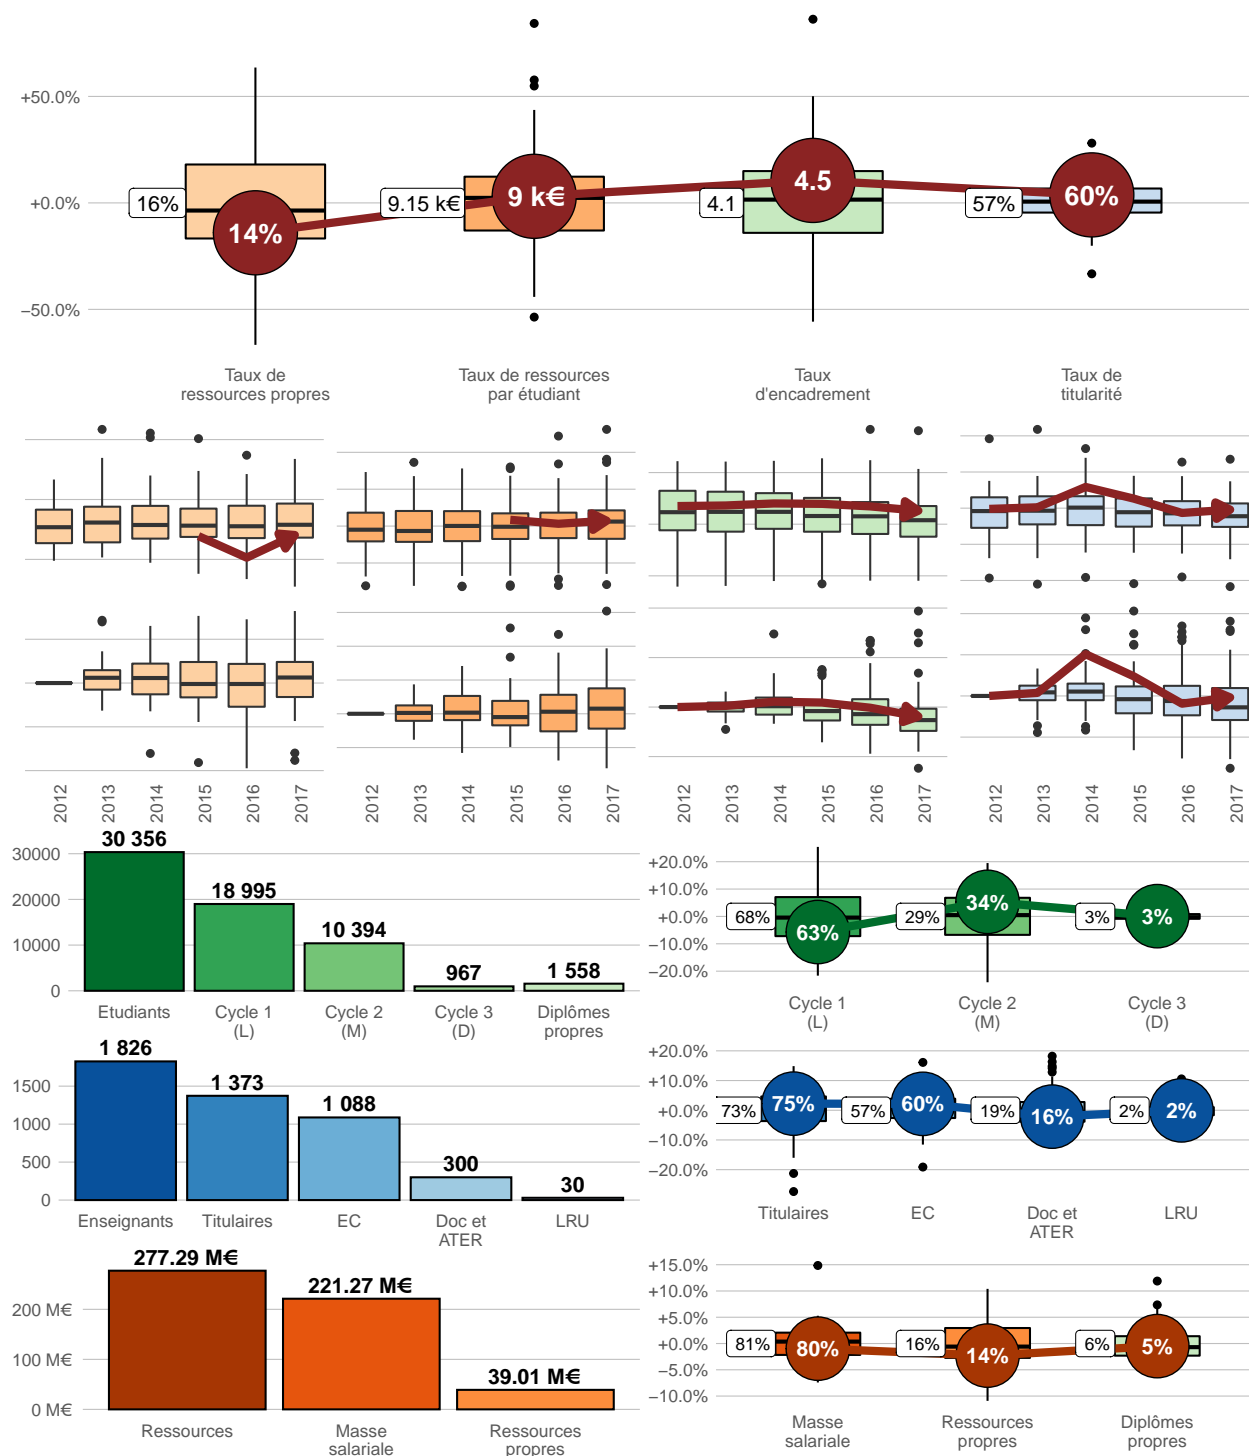 +50.0%
+0.0%
−50.0%
16%
9.15 k€
4.1
57%
14%
9 k€
4.5
60%
Taux de
ressources propres
Taux de ressources
par étudiant
Taux
d'encadrement
Taux de
titularité
2012
2013
2014
2015
2016
2017
2012
2013
2014
2015
2016
2017
2012
2013
2014
2015
2016
2017
2012
2013
2014
2015
2016
2017
30000
20000
10000
0
30 356
18 995
10 394
967
1 558
Etudiants
Cycle 1
(L)
Cycle 2
(M)
Cycle 3
(D)
Diplômes
propres
+20.0%
+10.0%
+0.0%
−10.0%
−20.0%
68%
63%
29%
34%
3%
3%
Cycle 1
(L)
Cycle 2
(M)
Cycle 3
(D)
1500
1000
500
0
1 826
1 373
1 088
300
30
Enseignants
Titulaires
EC
Doc et
ATER
LRU
+20.0%
+10.0%
+0.0%
−10.0%
−20.0%
73%
75%
57%
60%
19%
16%
2%
2%
Titulaires
EC
Doc et
ATER
LRU
200 M€
100 M€
0 M€
277.29 M€
221.27 M€
39.01 M€
Ressources
Masse
salariale
Ressources
propres
+15.0%
+10.0%
+5.0%
+0.0%
−5.0%
−10.0%
81%
80%
16%
14%
6%
5%
Masse
salariale
Ressources
propres
Diplômes
propres